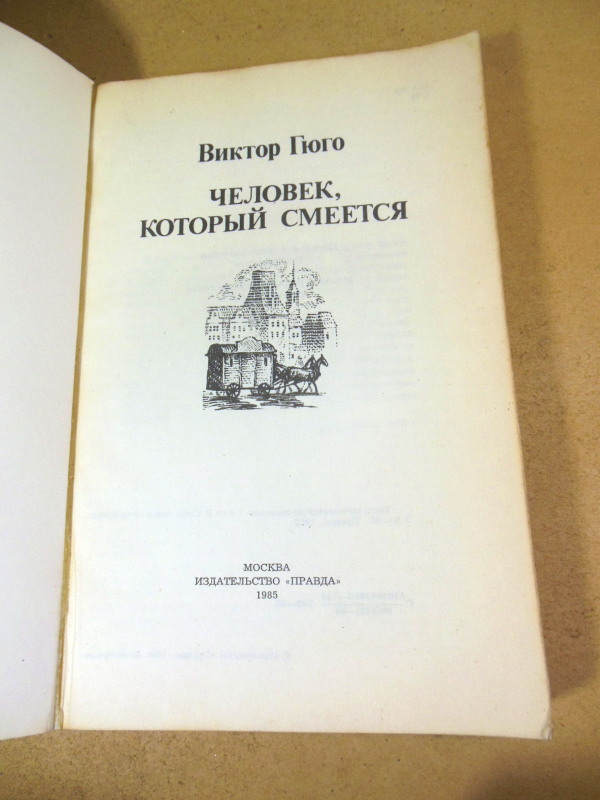 Виктор Гюго
ЧЕЛОВЕК,
КОТОРЫЙ СМЕЕТСЯ
МОСКВА
ИЗДАТЕЛЬСТВО «ПРАВДА»
1985